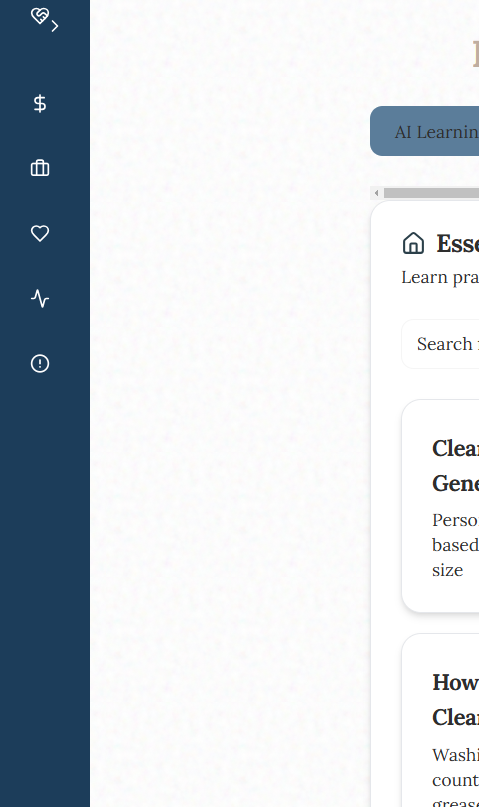 AI Learnin
Esse
Learn pra
Search
Clea
Gene
Perso
based
size
How
Clea
Washi
count
grease